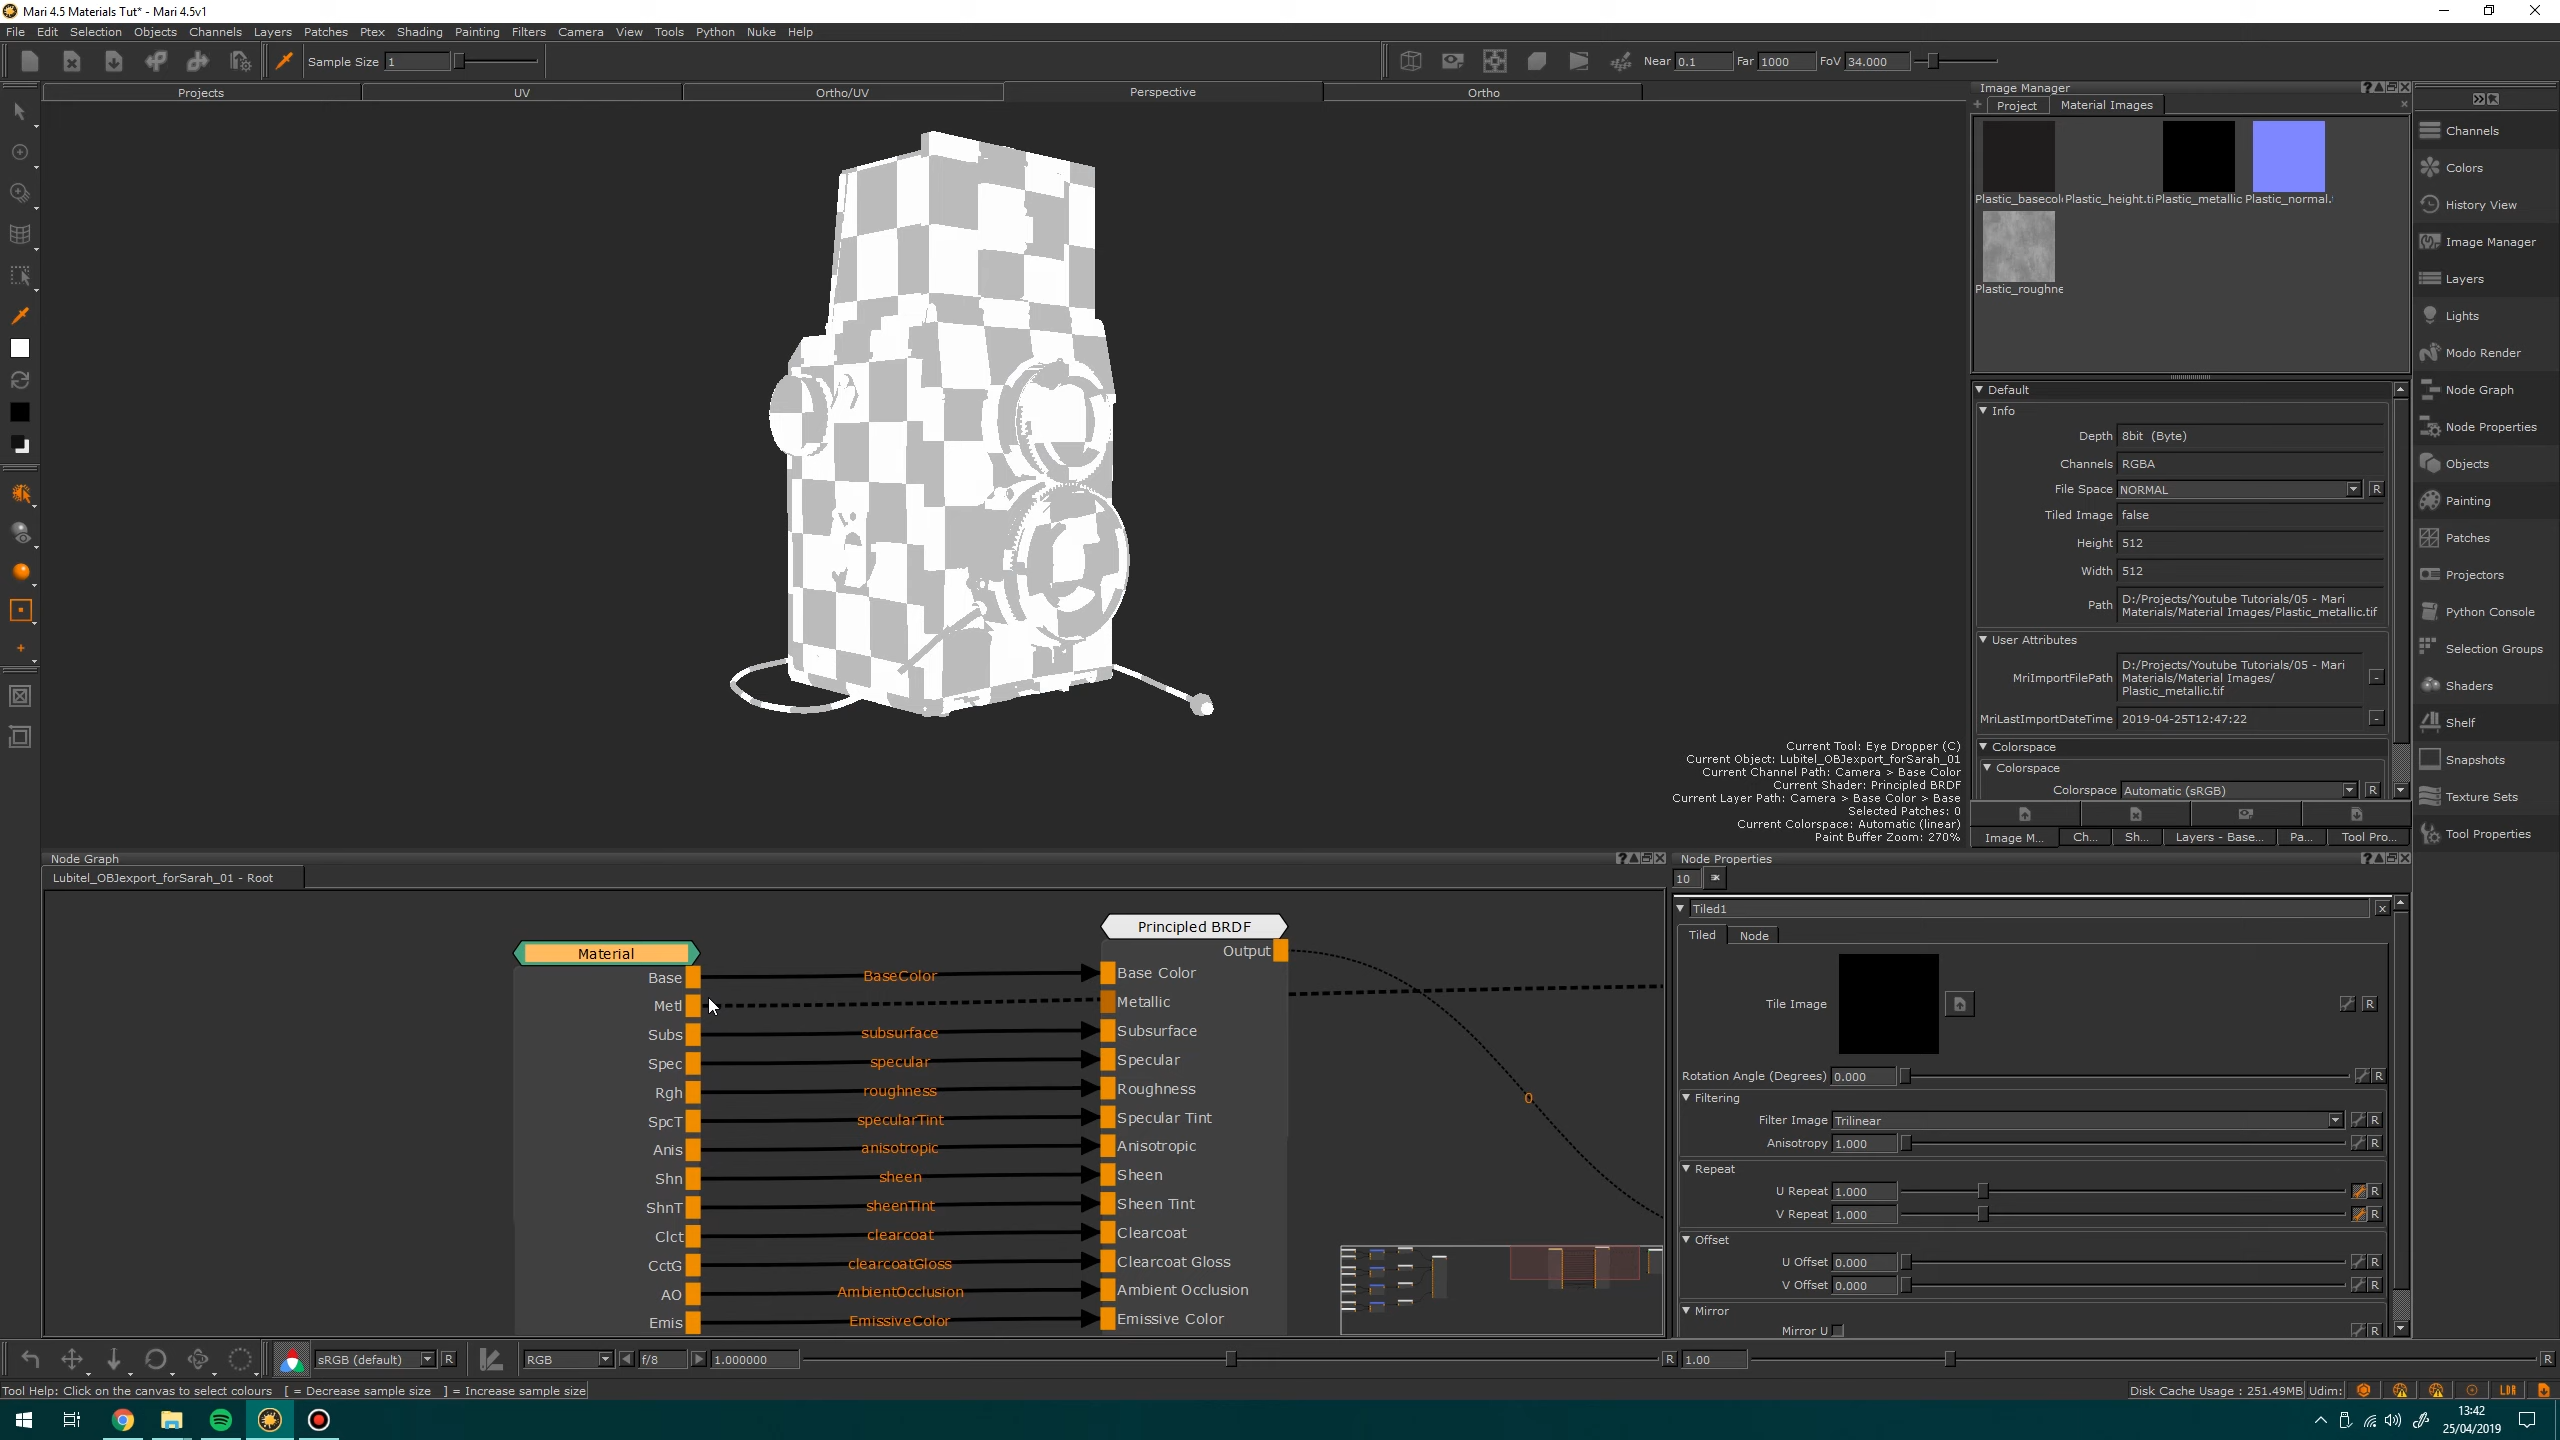 Mari 4.5 Materials Tut* - Mari 4.5v1
File Edit Selection Objects Channels Layers Patches Ptex Shading Painting Filters Camera View Tools Python Nuke Help
Sample Size 1
Near 0.1 Far 1000 FoV 34.000
Projects UV Ortho/UV Perspective Ortho
Image Manager
Project Material Images
Plastic_basecol Plastic_height.ti Plastic_metallic Plastic_normal.
Plastic_roughne
Default
Info
Depth 8bit (Byte)
Channels RGBA
File Space NORMAL R
Tiled Image false
Height 512
Width 512
Path D:/Projects/Youtube Tutorials/05 - Mari
Materials/Material Images/Plastic_metallic.tif
User Attributes
MriImportFilePath D:/Projects/Youtube Tutorials/05 - Mari
Materials/Material Images/
Plastic_metallic.tif
MriLastImportDateTime 2019-04-25T12:47:22
Colorspace
Colorspace
Colorspace Automatic (sRGB) R
Image M... Ch... Sh... Layers - Base... Pa... Tool Pro...
Channels
Colors
History View
Image Manager
Layers
Lights
Modo Render
Node Graph
Node Properties
Objects
Painting
Patches
Projectors
Python Console
Selection Groups
Shaders
Shelf
Snapshots
Texture Sets
Tool Properties
Current Tool: Eye Dropper (C)
Current Object: Lubitel_OBJexport_forSarah_01
Current Channel Path: Camera > Base Color
Current Shader: Principled BRDF
Current Layer Path: Camera > Base Color > Base
Selected Patches: 0
Current Colorspace: Automatic (linear)
Paint Buffer Zoom: 270%
Node Graph
Lubitel_OBJexport_forSarah_01 - Root
Material
Base
Metl
Subs
Spec
Rgh
SpcT
Anis
Shn
ShnT
Clct
CctG
AO
Emis
BaseColor
subsurface
specular
roughness
specularTint
anisotropic
sheen
sheenTint
clearcoat
clearcoatGloss
AmbientOcclusion
EmissiveColor
Principled BRDF
Output
Base Color
Metallic
Subsurface
Specular
Roughness
Specular Tint
Anisotropic
Sheen
Sheen Tint
Clearcoat
Clearcoat Gloss
Ambient Occlusion
Emissive Color
0
Node Properties
10
Tiled1
Tiled Node
Tile Image R
Rotation Angle (Degrees) 0.000 R
Filtering
Filter Image Trilinear R
Anisotropy 1.000 R
Repeat
U Repeat 1.000 R
V Repeat 1.000 R
Offset
U Offset 0.000 R
V Offset 0.000 R
Mirror
Mirror U R
sRGB (default) R RGB f/8 1.000000 R 1.00 R
Tool Help: Click on the canvas to select colours [ = Decrease sample size ] = Increase sample size
Disk Cache Usage : 251.49MB Udim: LDR
13:42
25/04/2019